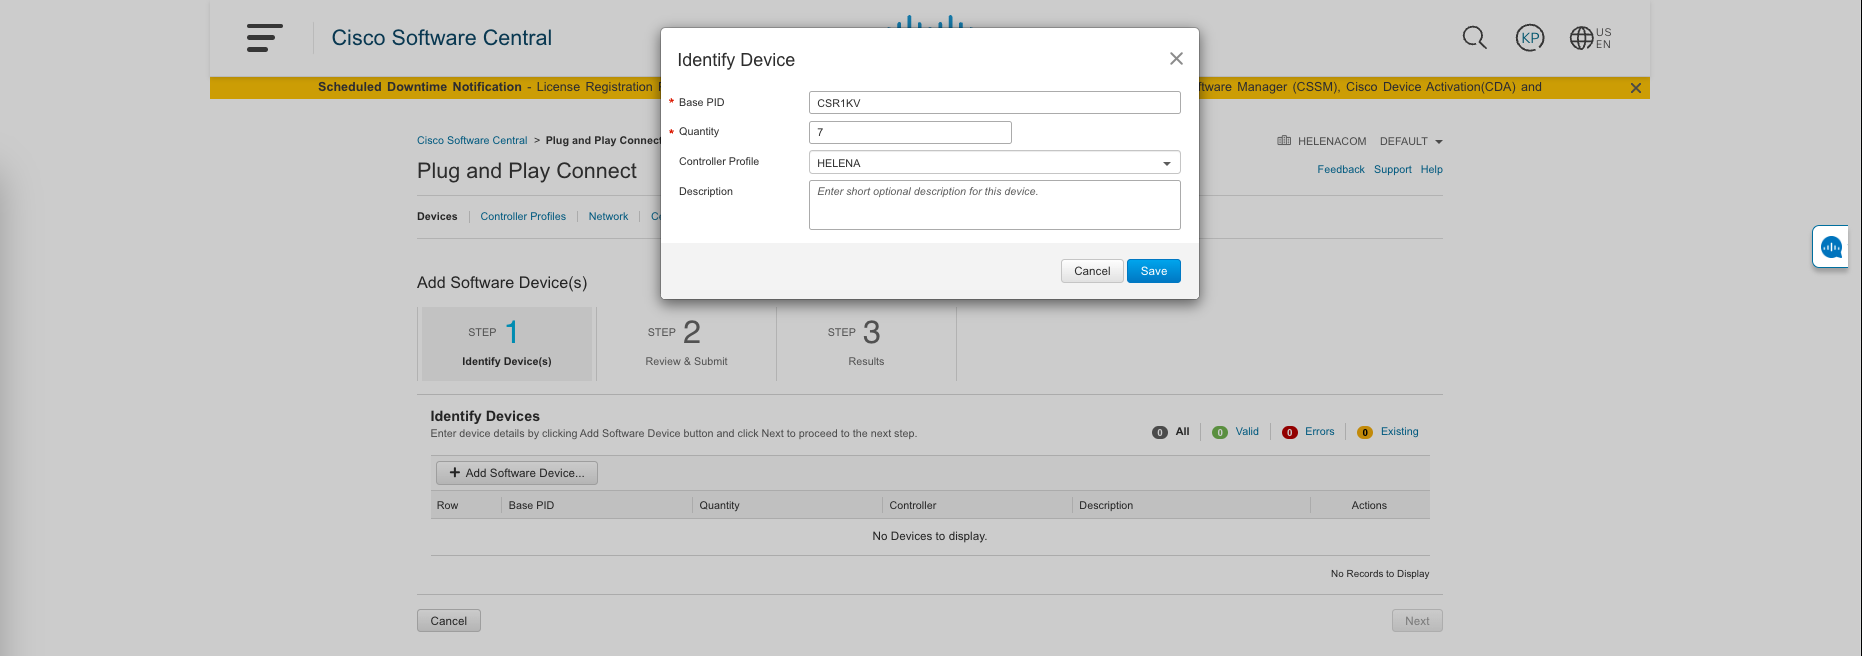 Cisco Software Central
KP
US
EN
Scheduled Downtime Notification - License Registration
tware Manager (CSSM), Cisco Device Activation(CDA) and
Identify Device
* Base PID
CSR1KV
* Quantity
7
Controller Profile
HELENA
Description
Enter short optional description for this device.
Cancel
Save
Cisco Software Central > Plug and Play Connect
HELENACOM DEFAULT
Plug and Play Connect
Feedback Support Help
Devices Controller Profiles Network
Add Software Device(s)
STEP 1
Identify Device(s)
STEP 2
Review & Submit
STEP 3
Results
Identify Devices
Enter device details by clicking Add Software Device button and click Next to proceed to the next step.
0 All 0 Valid 0 Errors 0 Existing
+ Add Software Device...
Row Base PID Quantity Controller Description Actions
No Devices to display.
No Records to Display
Cancel
Next